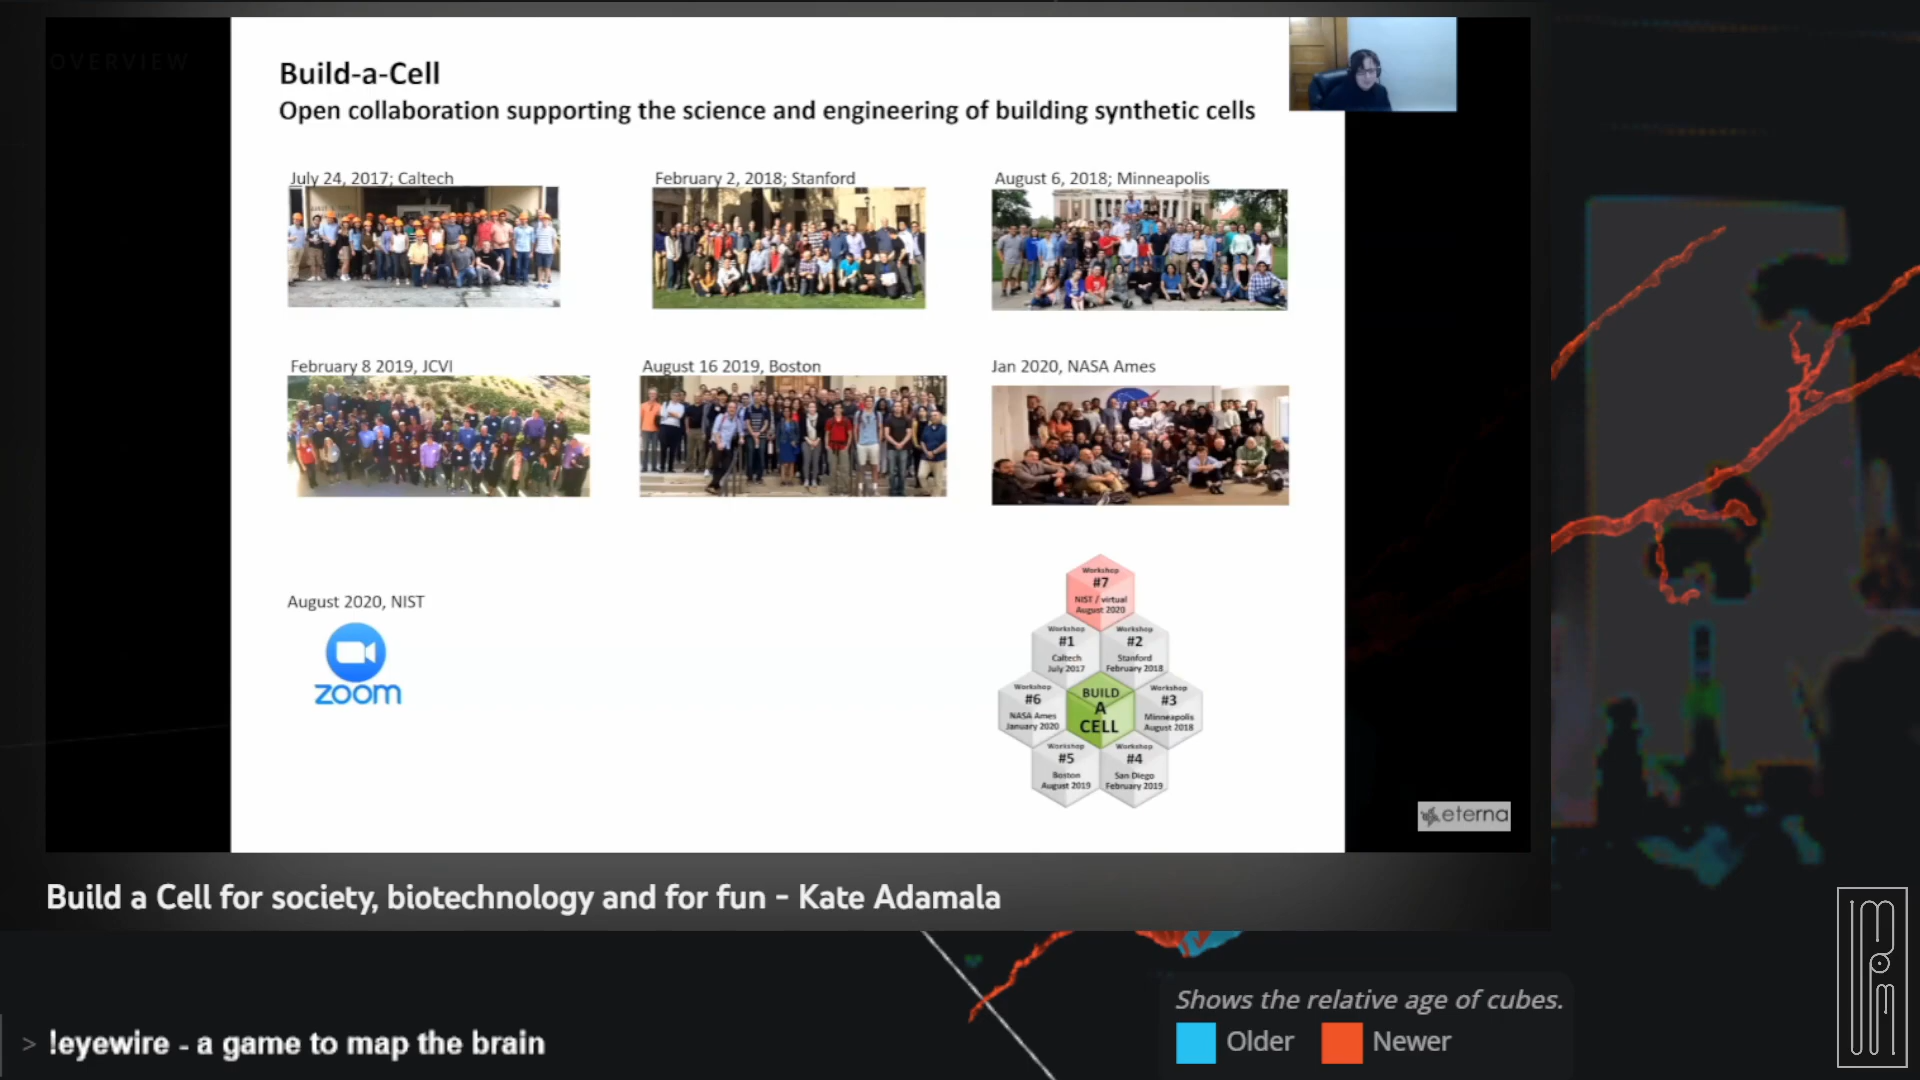 OVERVIEW
Build-a-Cell
Open collaboration supporting the science and engineering of building synthetic cells
July 24, 2017; Caltech
February 2, 2018; Stanford
August 6, 2018; Minneapolis
February 8 2019, JCVI
August 16 2019, Boston
Jan 2020, NASA Ames
August 2020, NIST
zoom
Workshop
#7
NIST / virtual
August 2020
Workshop
#1
Caltech
July 2017
Workshop
#2
Stanford
February 2018
Workshop
#6
NASA Ames
January 2020
BUILD
A
CELL
Workshop
#3
Minneapolis
August 2018
Workshop
#5
Boston
August 2019
Workshop
#4
San Diego
February 2019
eterna
Build a Cell for society, biotechnology and for fun - Kate Adamala
Shows the relative age of cubes.
Older
Newer
> !eyewire - a game to map the brain